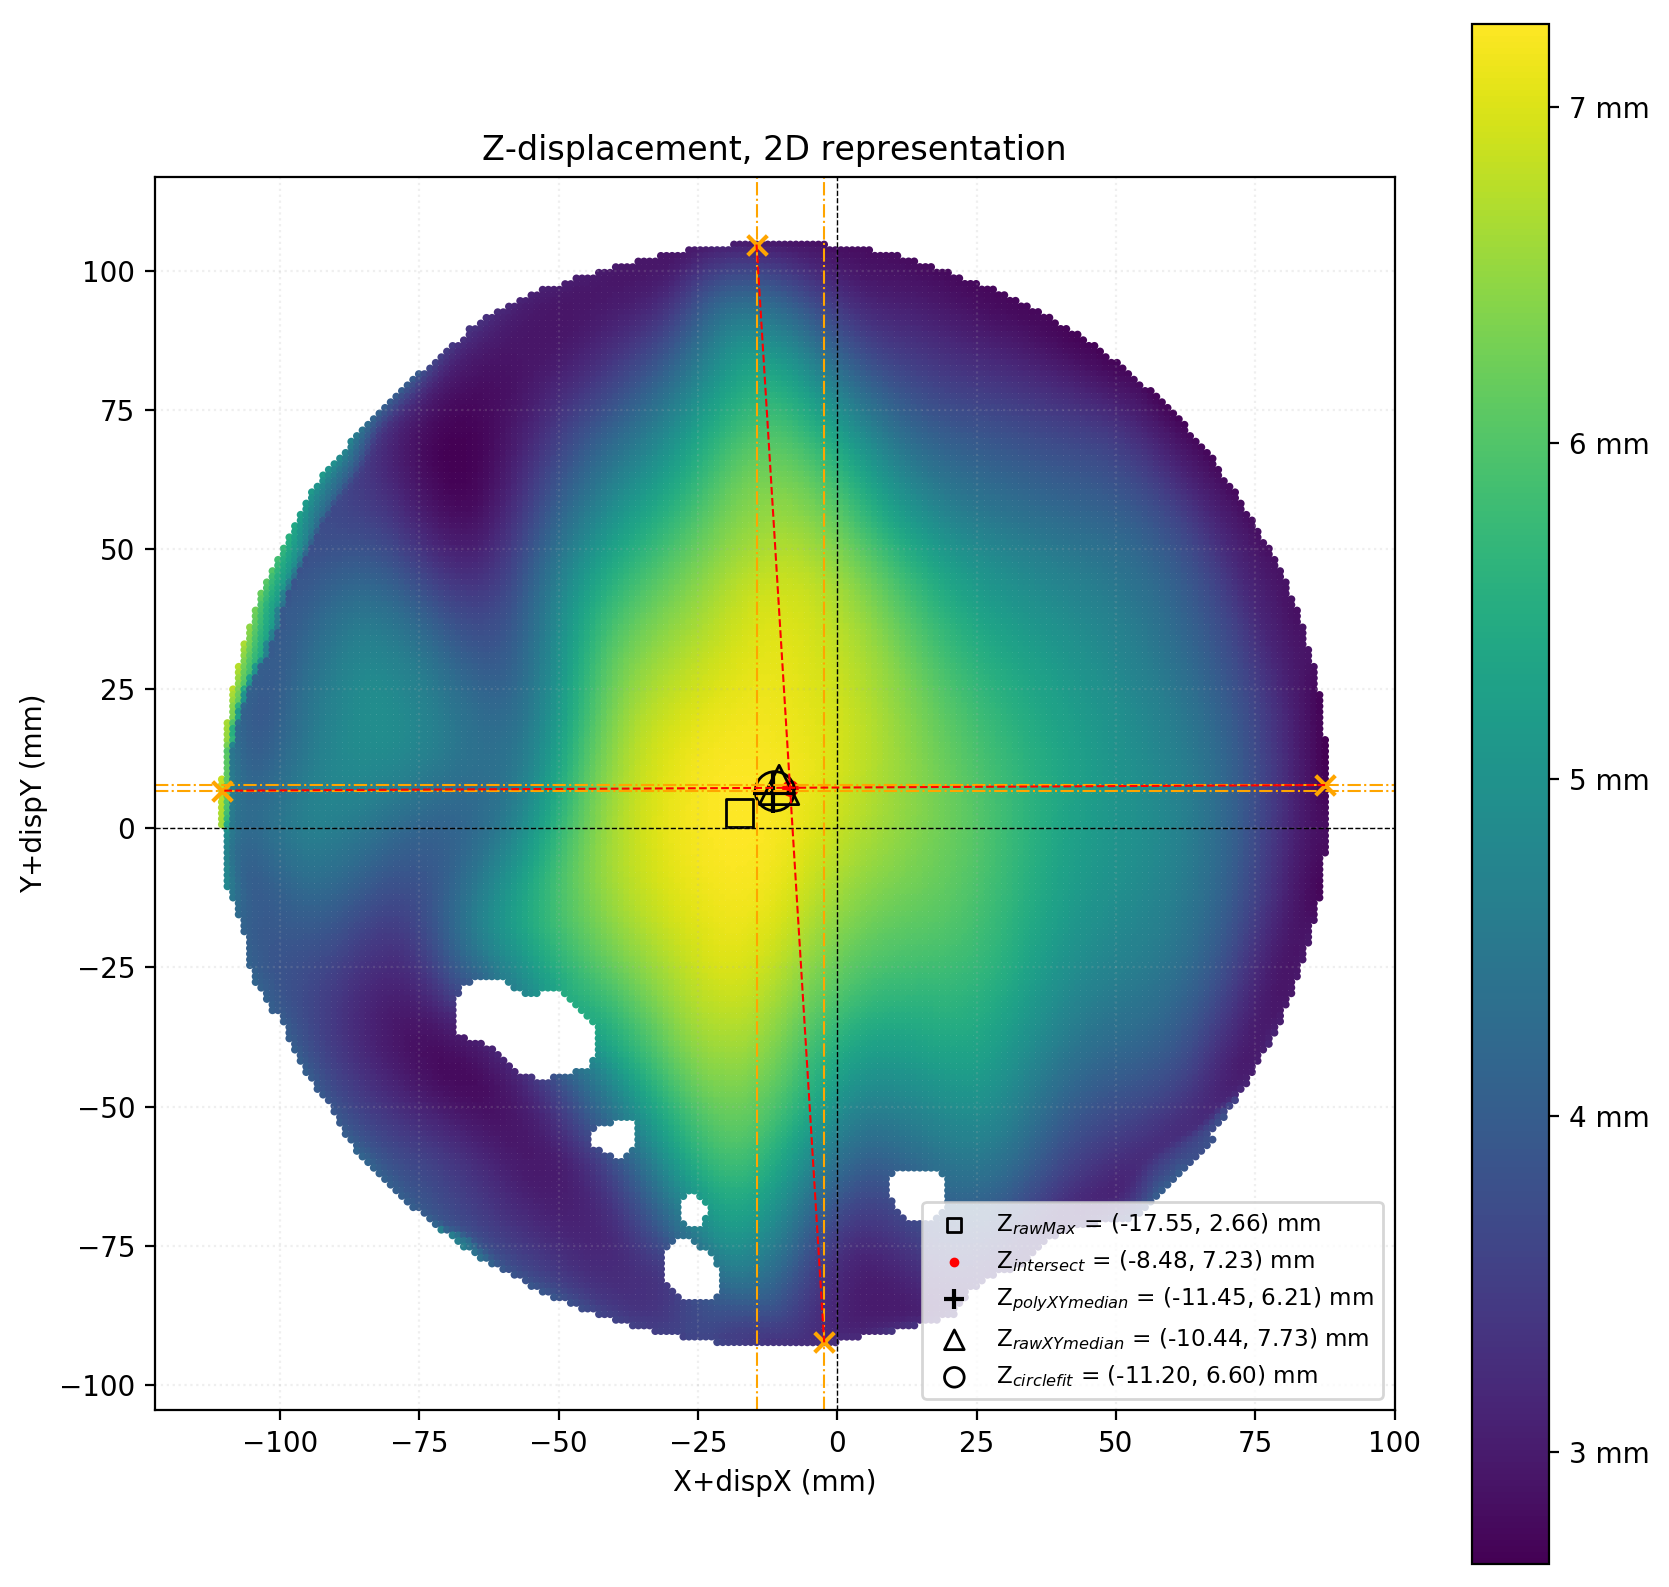 Z-displacement, 2D representation
7 mm
6 mm
5 mm
4 mm
3 mm
Y+dispY (mm)
100
75
50
25
0
−25
−50
−75
−100
Z_rawMax = (-17.55, 2.66) mm
Z_intersect = (-8.48, 7.23) mm
Z_polyXYmedian = (-11.45, 6.21) mm
Z_rawXYmedian = (-10.44, 7.73) mm
Z_circlefit = (-11.20, 6.60) mm
−100 −75 −50 −25 0 25 50 75 100
X+dispX (mm)